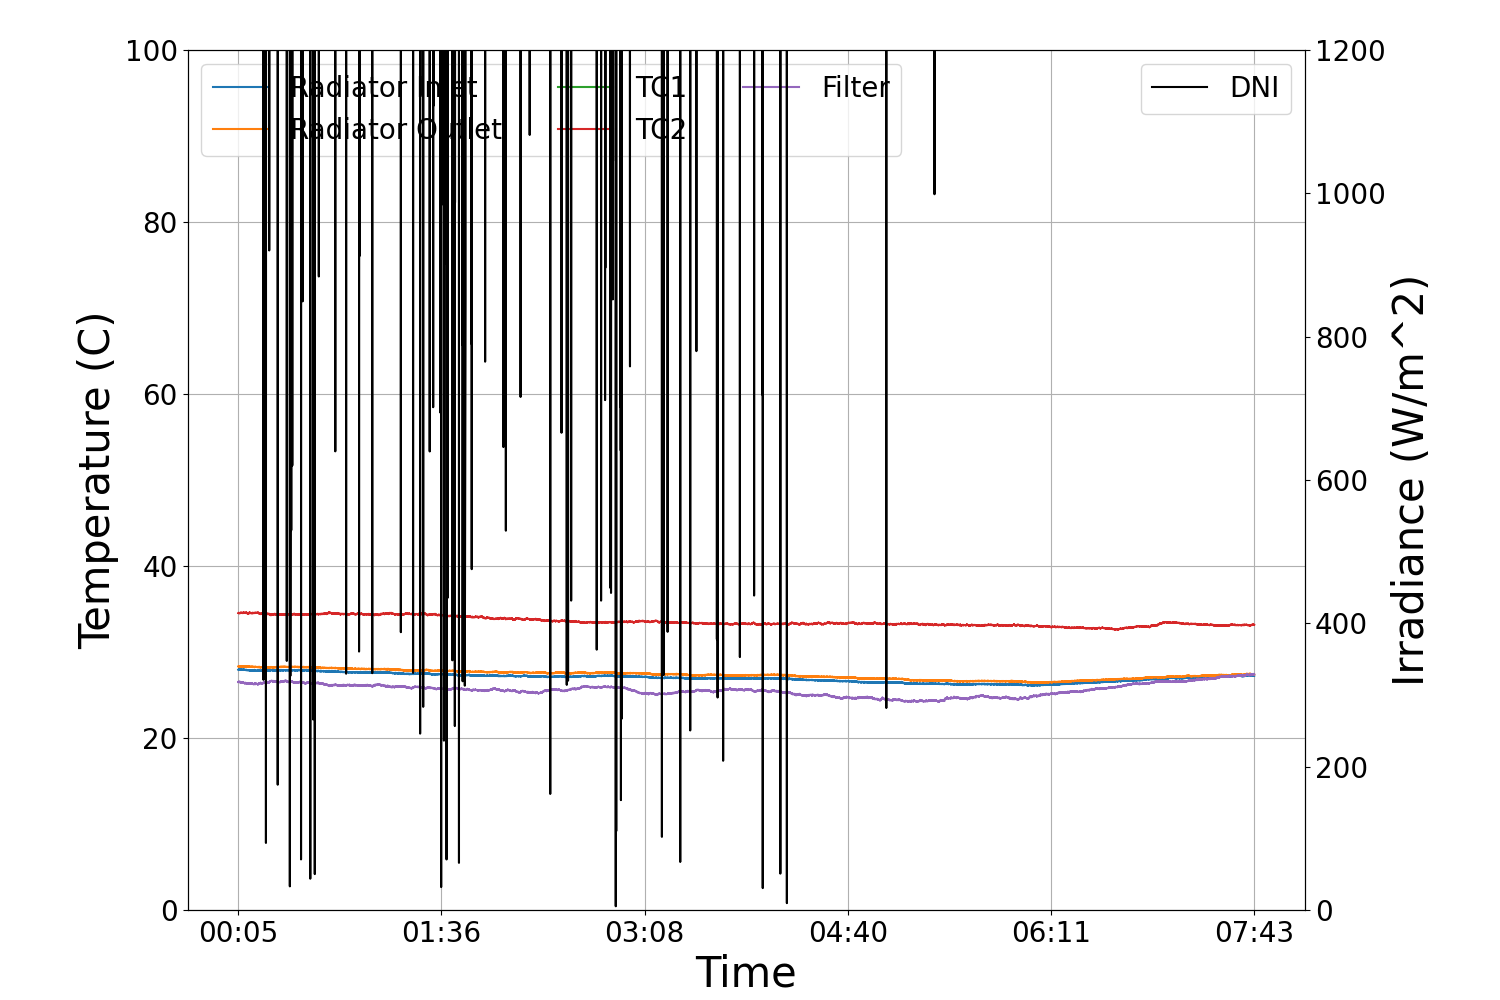 100
80
60
40
20
0
Temperature (C)
Radiator Inlet
Radiator Outlet
TC1
TC2
Filter
DNI
1200
1000
800
600
400
200
0
Irradiance (W/m^2)
00:05 01:36 03:08 04:40 06:11 07:43
Time